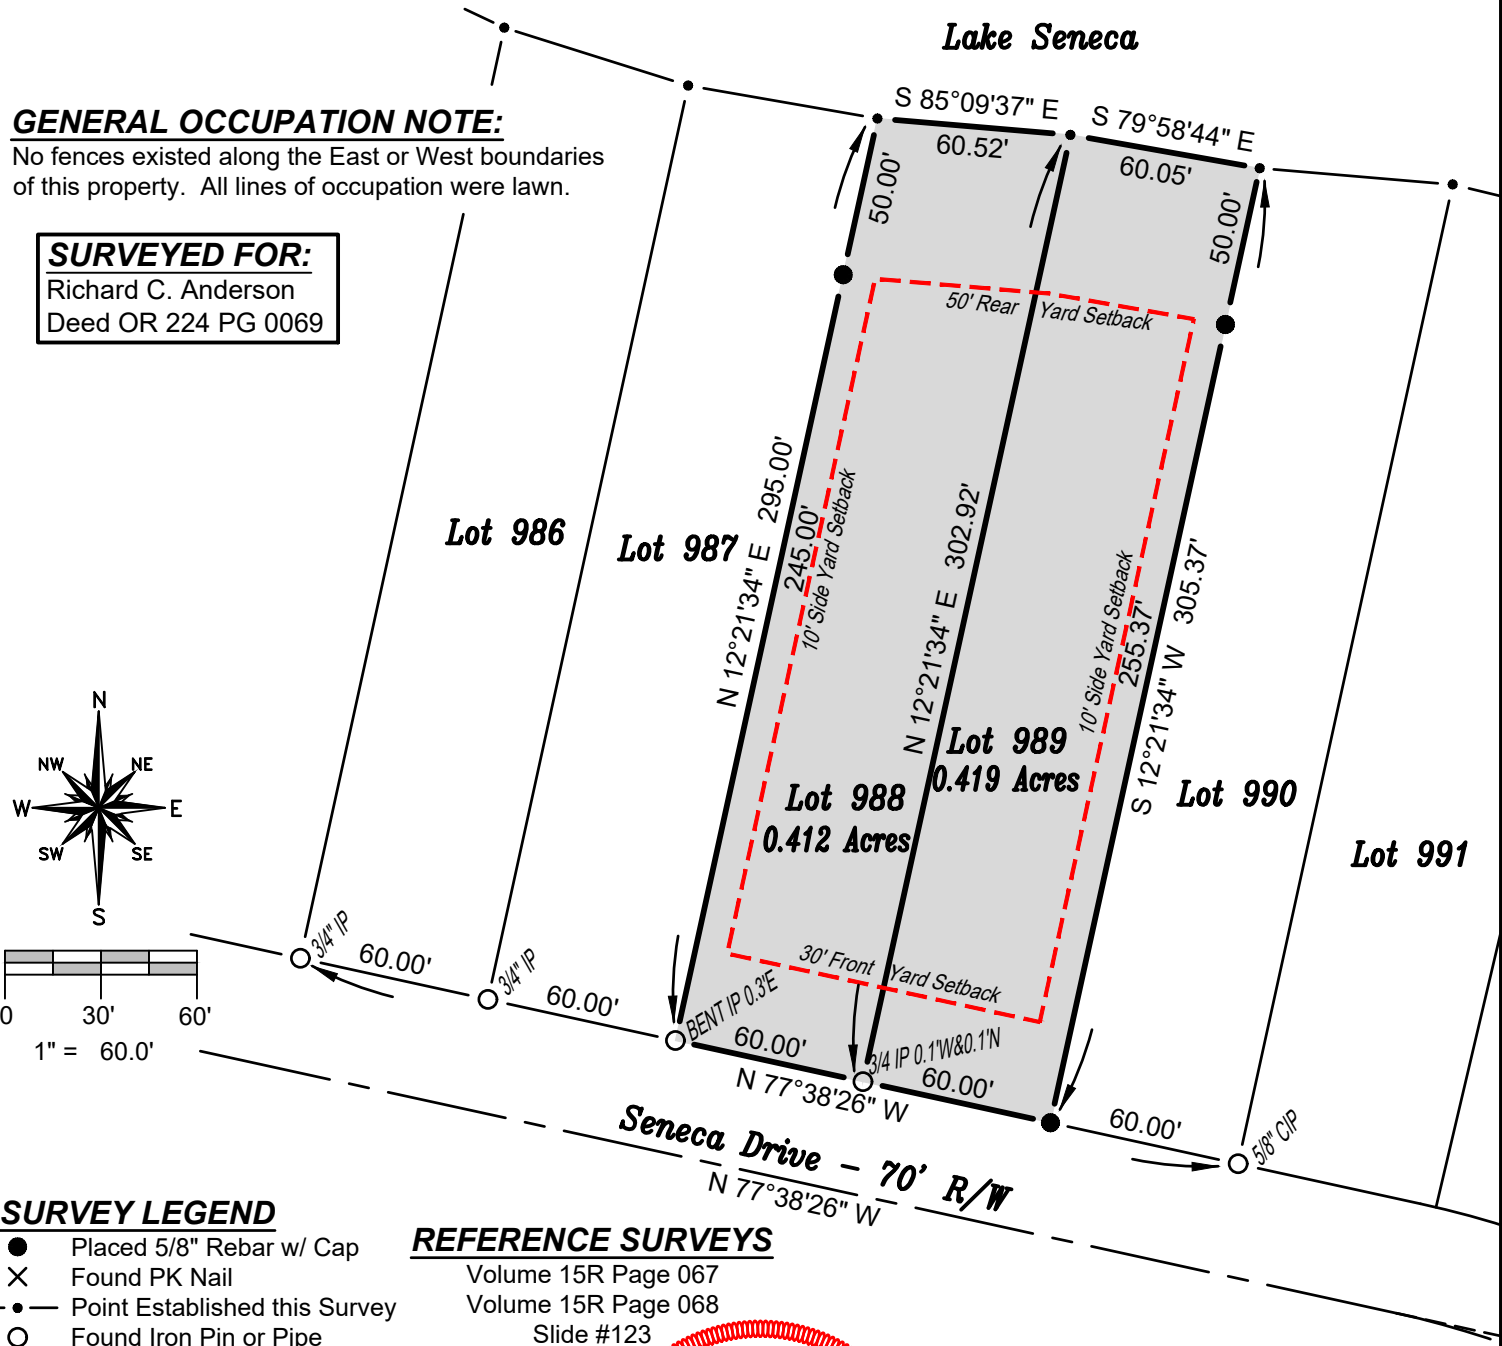 Lake Seneca
S 85°09'37" E
60.52'
S 79°58'44" E
60.05'
GENERAL OCCUPATION NOTE:
No fences existed along the East or West boundaries
of this property. All lines of occupation were lawn.
SURVEYED FOR:
Richard C. Anderson
Deed OR 224 PG 0069
50.00'
50.00'
50' Rear Yard Setback
N 12°21'34" E 295.00'
245.00'
10' Side Yard Setback
N 12°21'34" E 302.92'
10' Side Yard Setback
255.37'
S 12°21'34" W 305.37'
Lot 986
Lot 987
Lot 988
0.412 Acres
Lot 989
0.419 Acres
Lot 990
Lot 991
N
NW
NE
W
E
SW
SE
S
0 30' 60'
1" = 60.0'
3/4" IP
60.00'
3/4" IP
60.00'
BENT IP 0.3'E
30' Front Yard Setback
60.00'
3/4 IP 0.1'W&0.1'N
60.00'
N 77°38'26" W
60.00'
5/8" CIP
Seneca Drive - 70' R/W
N 77°38'26" W
SURVEY LEGEND
Placed 5/8" Rebar w/ Cap
Found PK Nail
Point Established this Survey
Found Iron Pin or Pipe
REFERENCE SURVEYS
Volume 15R Page 067
Volume 15R Page 068
Slide #123